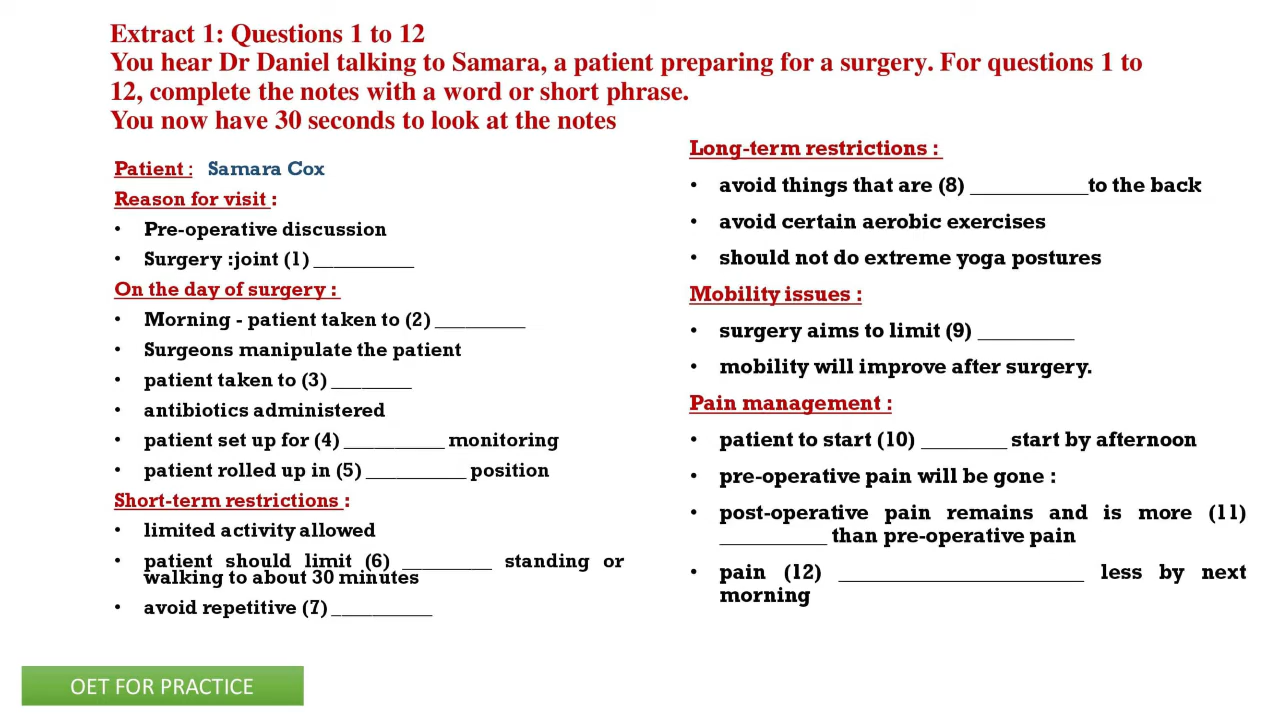 Extract 1: Questions 1 to 12
You hear Dr Daniel talking to Samara, a patient preparing for a surgery. For questions 1 to
12, complete the notes with a word or short phrase.
You now have 30 seconds to look at the notes
Patient : Samara Cox
Reason for visit :
• Pre-operative discussion
• Surgery :joint (1) __________
On the day of surgery :
• Morning - patient taken to (2) _________
• Surgeons manipulate the patient
• patient taken to (3) ________
• antibiotics administered
• patient set up for (4) __________ monitoring
• patient rolled up in (5) __________ position
Short-term restrictions :
• limited activity allowed
• patient should limit (6) _________ standing or
walking to about 30 minutes
• avoid repetitive (7) __________
Long-term restrictions :
• avoid things that are (8) ___________to the back
• avoid certain aerobic exercises
• should not do extreme yoga postures
Mobility issues :
• surgery aims to limit (9) _________
• mobility will improve after surgery.
Pain management :
• patient to start (10) ________ start by afternoon
• pre-operative pain will be gone :
• post-operative pain remains and is more (11)
__________ than pre-operative pain
• pain (12) _______________________ less by next
morning
OET FOR PRACTICE